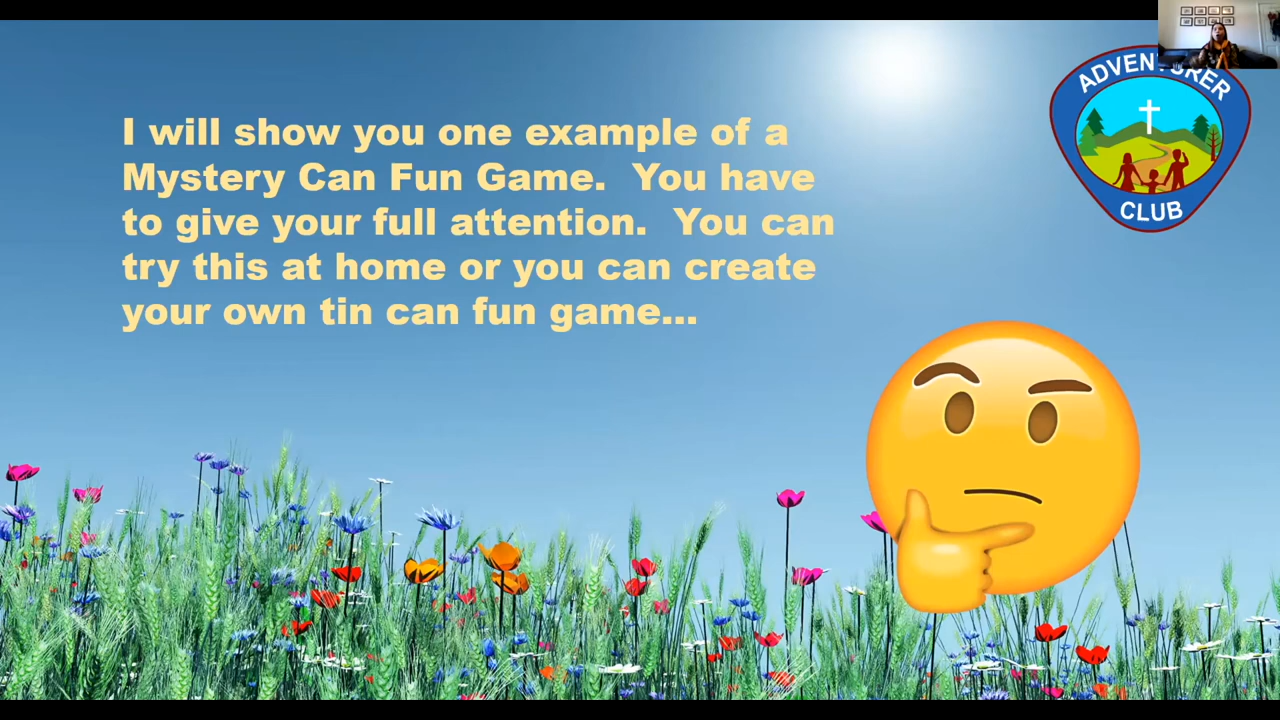 I will show you one example of a
Mystery Can Fun Game.  You have
to give your full attention.  You can
try this at home or you can create
your own tin can fun game...
ADVENTURER
CLUB